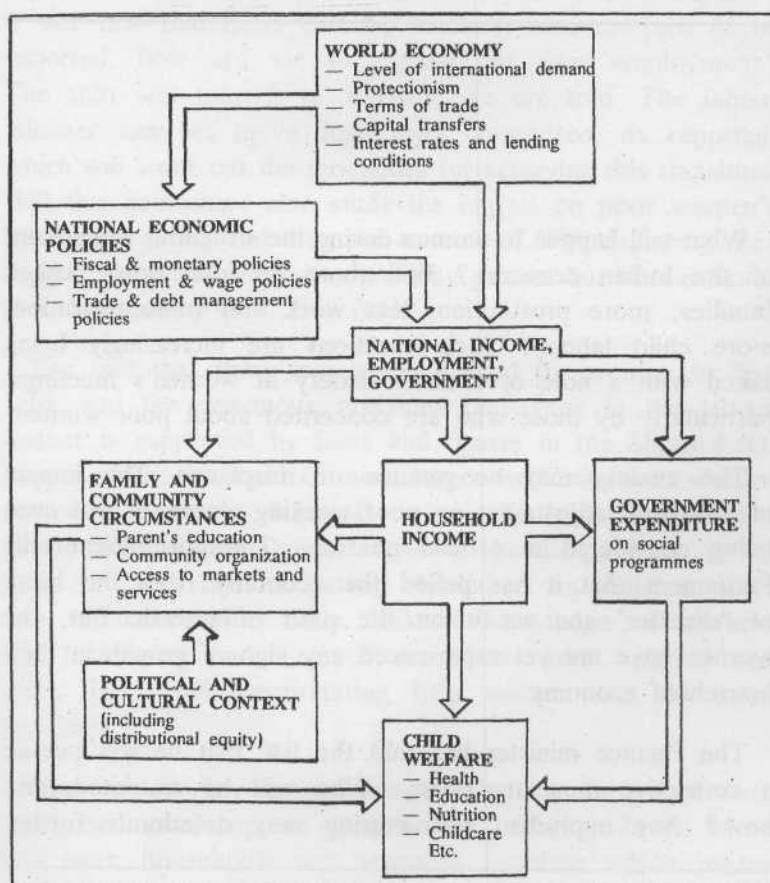 WORLD ECONOMY
— Level of international demand
— Protectionism
— Terms of trade
— Capital transfers
— Interest rates and lending
conditions
NATIONAL ECONOMIC
POLICIES
— Fiscal & monetary policies
— Employment & wage policies
— Trade & debt management
policies
NATIONAL INCOME,
EMPLOYMENT,
GOVERNMENT
FAMILY AND
COMMUNITY
CIRCUMSTANCES
— Parent's education
— Community organization
— Access to markets and
services
HOUSEHOLD
INCOME
GOVERNMENT
EXPENDITURE
on social
programmes
POLITICAL AND
CULTURAL CONTEXT
(including
distributional equity)
CHILD
WELFARE
— Health
— Education
— Nutrition
— Childcare
Etc.